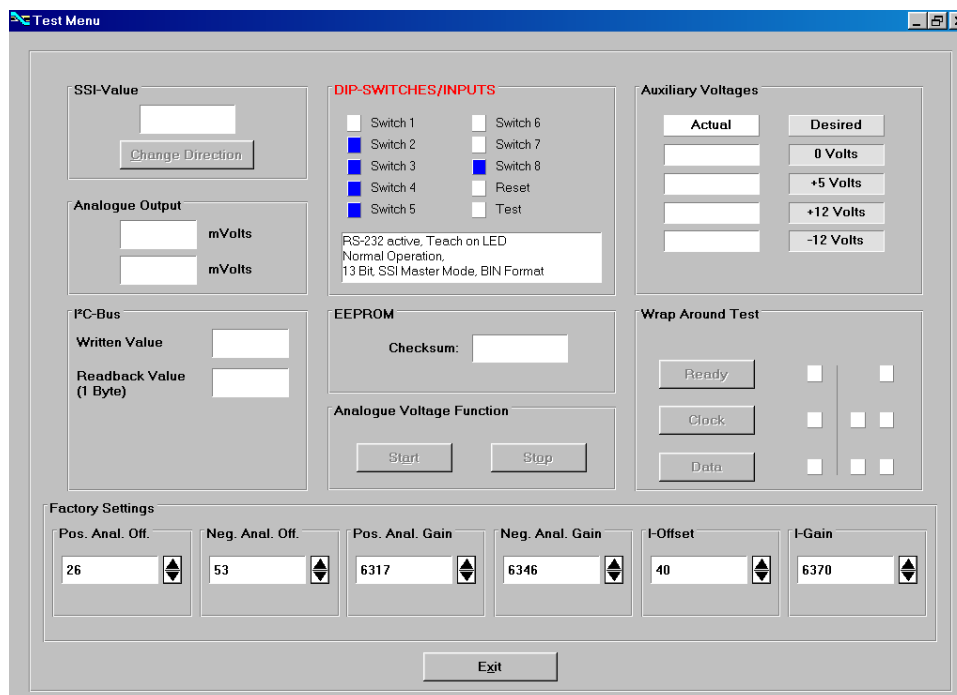 Test Menu
SSI-Value
Change Direction
Analogue Output
mVolts
mVolts
DIP-SWITCHES/INPUTS
Switch 1
Switch 2
Switch 3
Switch 4
Switch 5
Switch 6
Switch 7
Switch 8
Reset
Test
RS-232 active, Teach on LED
Normal Operation,
13 Bit, SSI Master Mode, BIN Format
Auxiliary Voltages
Actual
Desired
0 Volts
+5 Volts
+12 Volts
-12 Volts
I²C-Bus
Written Value
Readback Value
(1 Byte)
EEPROM
Checksum:
Analogue Voltage Function
Start
Stop
Wrap Around Test
Ready
Clock
Data
Factory Settings
Pos. Anal. Off.
26
Neg. Anal. Off.
53
Pos. Anal. Gain
6317
Neg. Anal. Gain
6346
I-Offset
40
I-Gain
6370
Exit